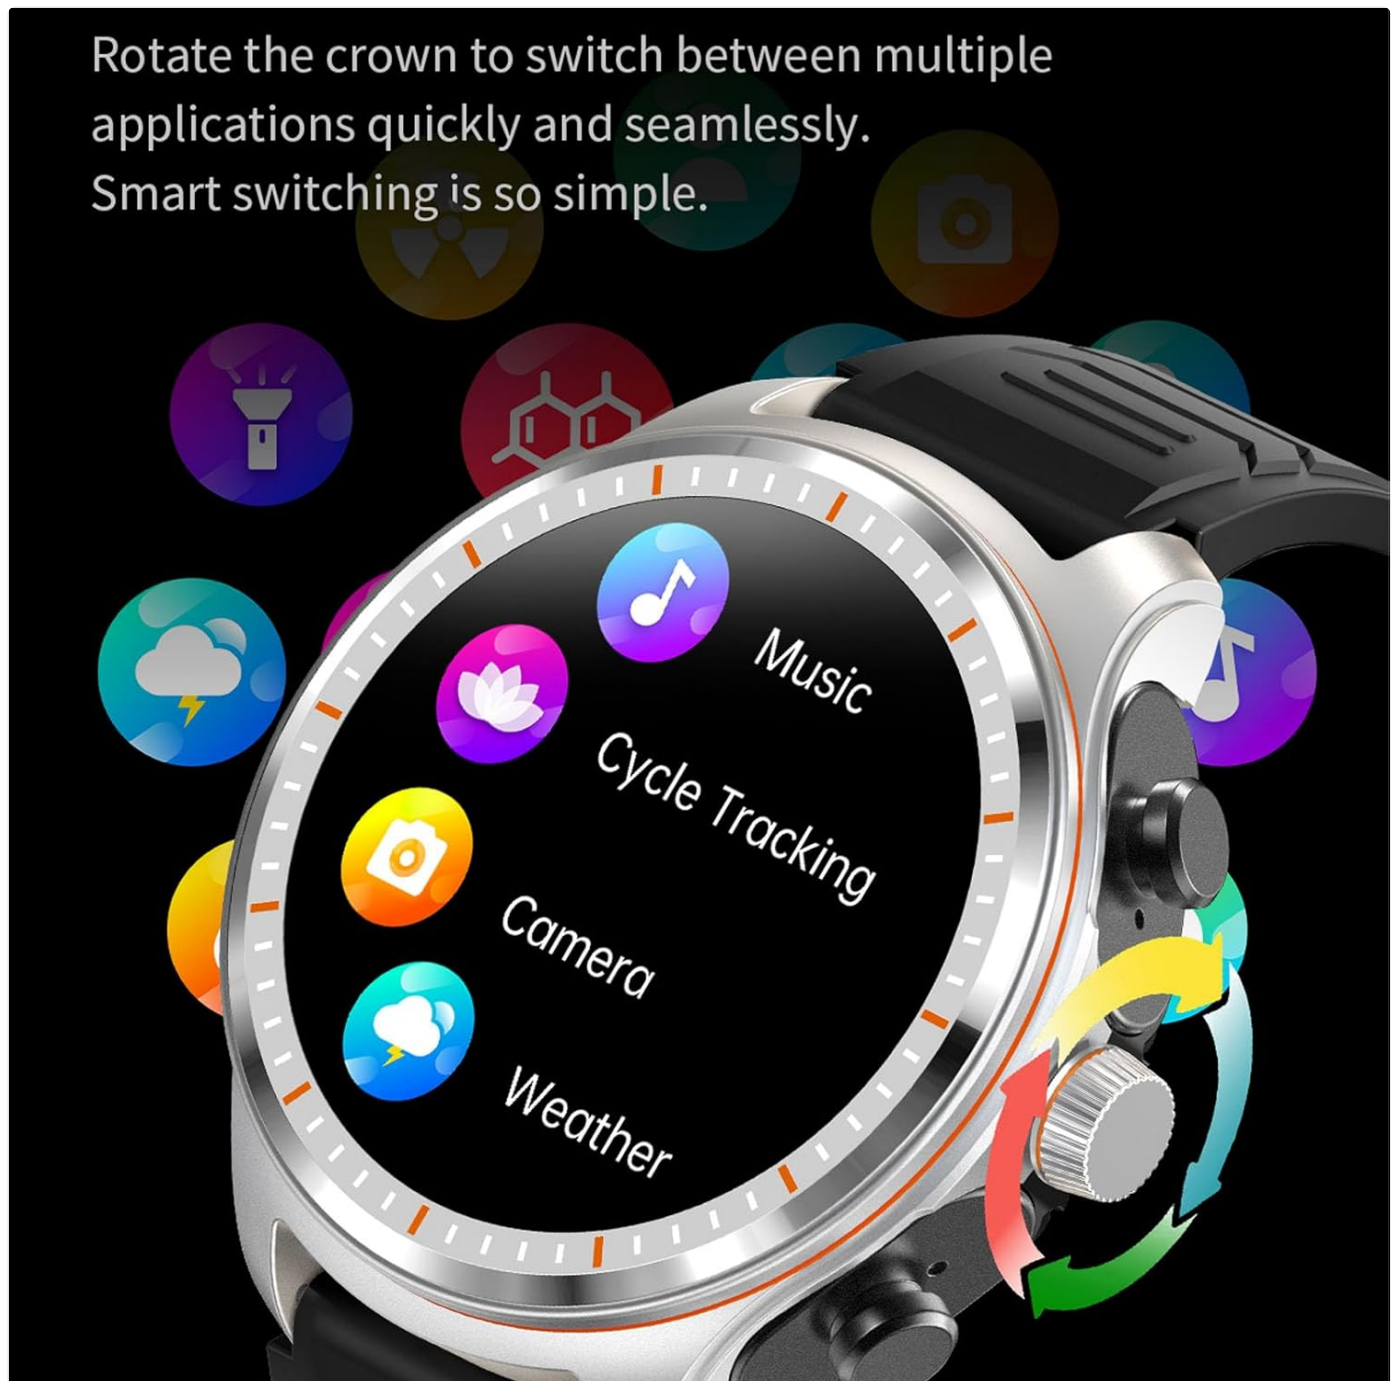 Rotate the crown to switch between multiple
applications quickly and seamlessly.
Smart switching is so simple.
Music
Cycle Tracking
Camera
Weather